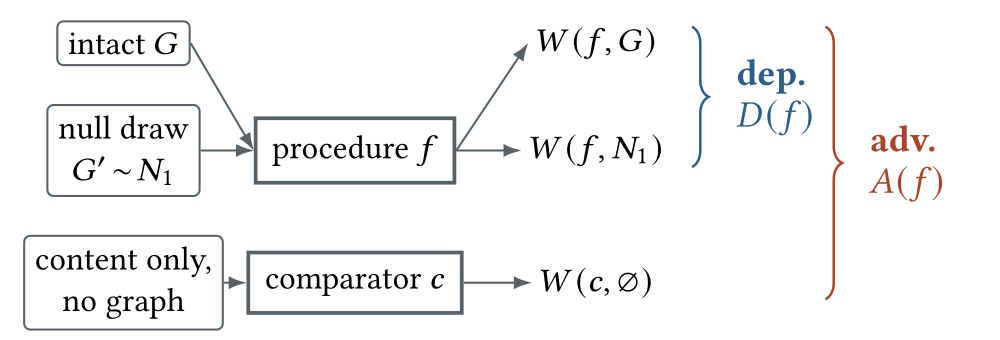 intact G
null draw
G′ ~ N₁
procedure f
W(f, G)
W(f, N₁)
dep.
D(f)
adv.
A(f)
content only,
no graph
comparator c
W(c, ∅)